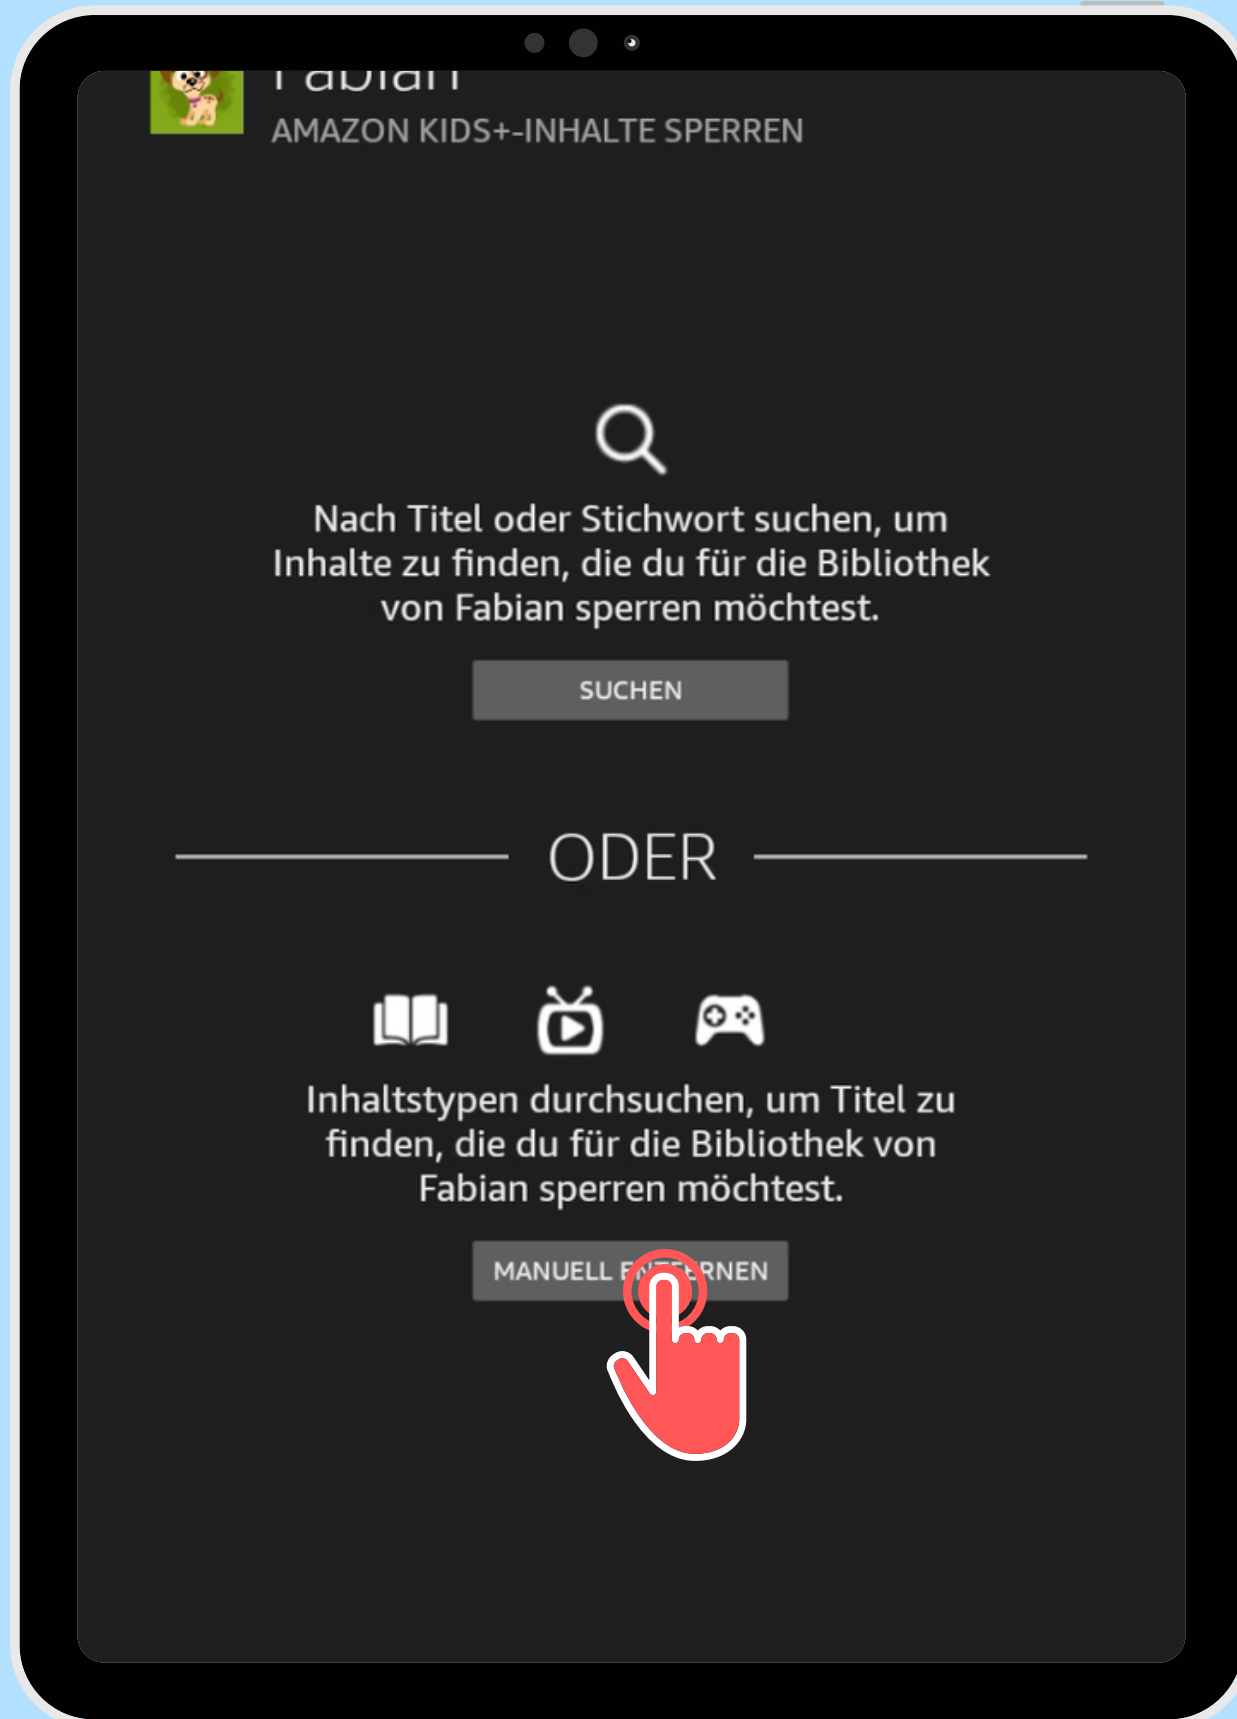 Fabian
AMAZON KIDS+-INHALTE SPERREN
Nach Titel oder Stichwort suchen, um
Inhalte zu finden, die du für die Bibliothek
von Fabian sperren möchtest.
SUCHEN
ODER
Inhaltstypen durchsuchen, um Titel zu
finden, die du für die Bibliothek von
Fabian sperren möchtest.
MANUELL ENTFERNEN